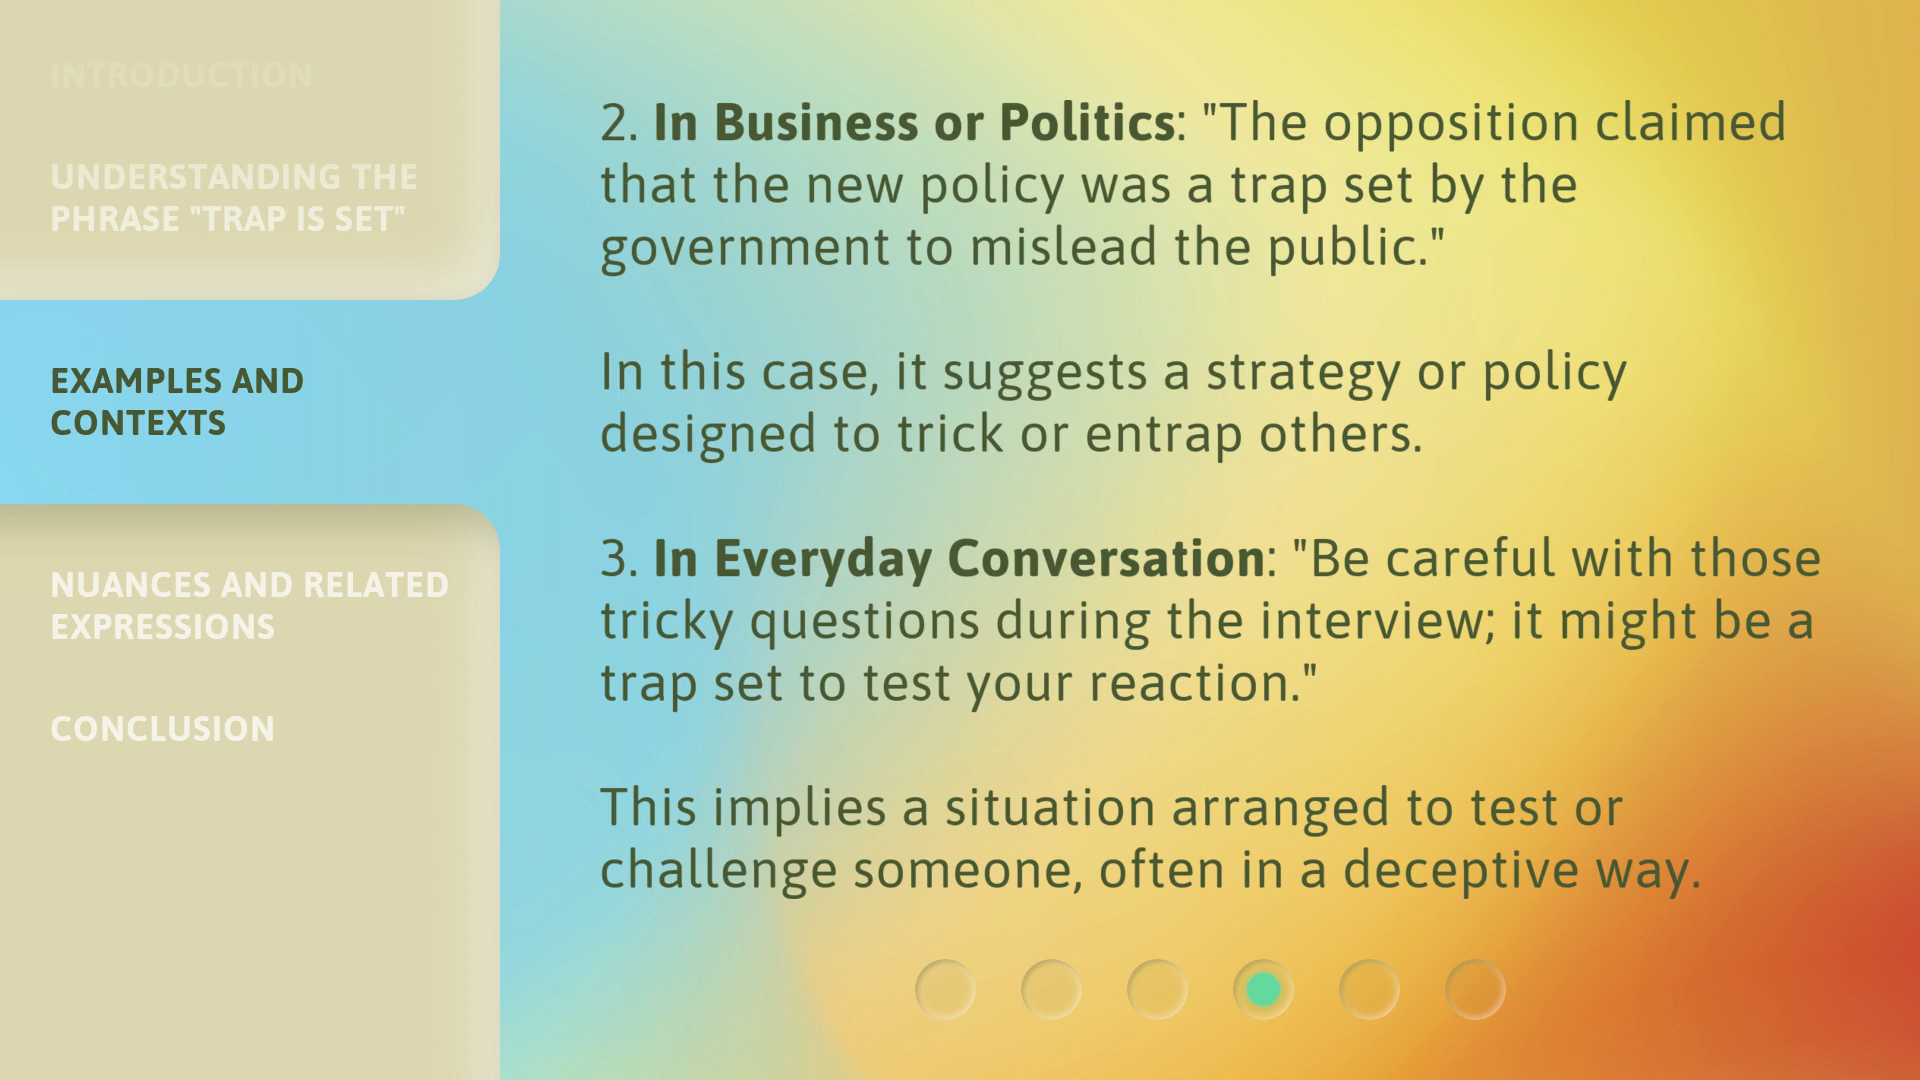 INTRODUCTION
UNDERSTANDING THE
PHRASE "TRAP IS SET"
EXAMPLES AND
CONTEXTS
NUANCES AND RELATED
EXPRESSIONS
CONCLUSION
2. In Business or Politics: "The opposition claimed
that the new policy was a trap set by the
government to mislead the public."
In this case, it suggests a strategy or policy
designed to trick or entrap others.
3. In Everyday Conversation: "Be careful with those
tricky questions during the interview; it might be a
trap set to test your reaction."
This implies a situation arranged to test or
challenge someone, often in a deceptive way.